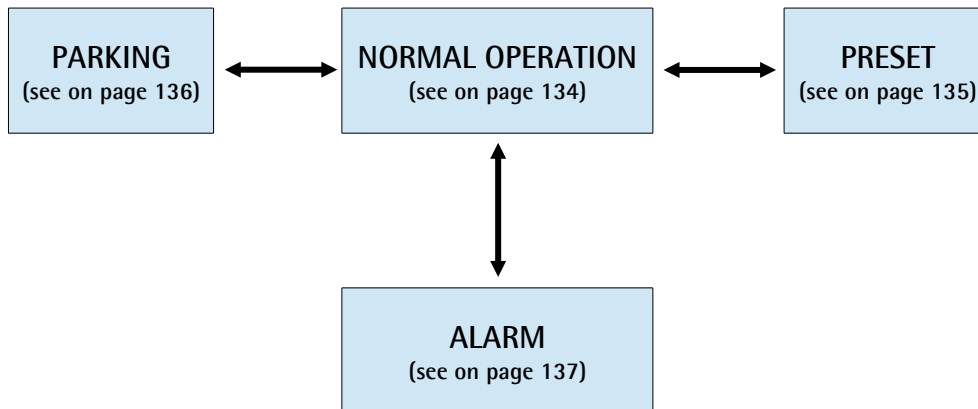 PARKING
(see on page 136)
NORMAL OPERATION
(see on page 134)
PRESET
(see on page 135)
ALARM
(see on page 137)